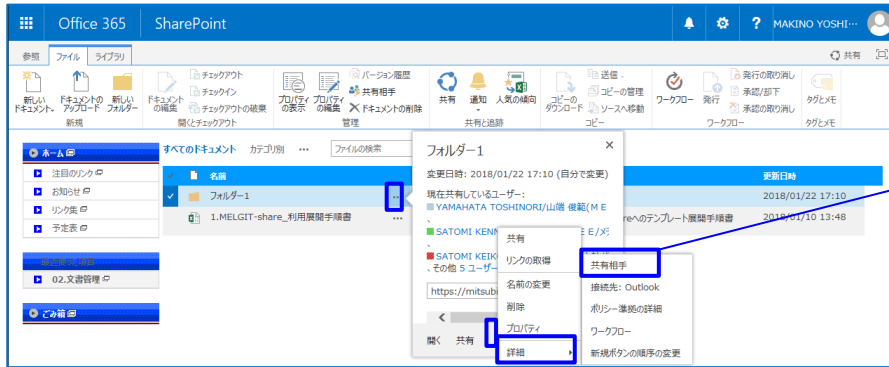 Office 365 SharePoint ? MAKINO YOSHI…
参照 ファイル ライブラリ 共有
新しい
ドキュメント
ドキュメントの
アップロード
新しい
フォルダー
新規
ドキュメント
の編集
チェックアウト
チェックイン
チェックアウトの破棄
開くとチェックアウト
プロパティ
の表示
プロパティ
の編集
バージョン履歴
共有相手
ドキュメントの削除
管理
共有
通知
人気の傾向
共有と追跡
コピーの
ダウンロード
送信
コピーの管理
ソースへ移動
コピー
ワークフロー
発行
発行の取り消し
承認/却下
承認の取り消し
ワークフロー
タグとメモ
タグとメモ
ホーム
注目のリンク
お知らせ
リンク集
予定表
02.文書管理
ごみ箱
すべてのドキュメント カテゴリ別 ••• ファイルの検索
名前 更新日時
フォルダー1 ... 2018/01/22 17:10
1.MELGIT-share_利用展開手順書 ••• reへのテンプレート展開手順書 2018/01/10 13:48
フォルダー1 ×
変更日時: 2018/01/22 17:10 (自分で変更)
現在共有しているユーザー:
YAMAHATA TOSHINORI/山端 俊範(M E
、
SATOMI KENN E E/メラ
、
SATOMI KEIK
、その他 5 ユーザー
https://mitsubi
開く 共有
共有
リンクの取得
名前の変更
削除
プロパティ
詳細
共有相手
接続先: Outlook
ポリシー準拠の詳細
ワークフロー
新規ボタンの順序の変更